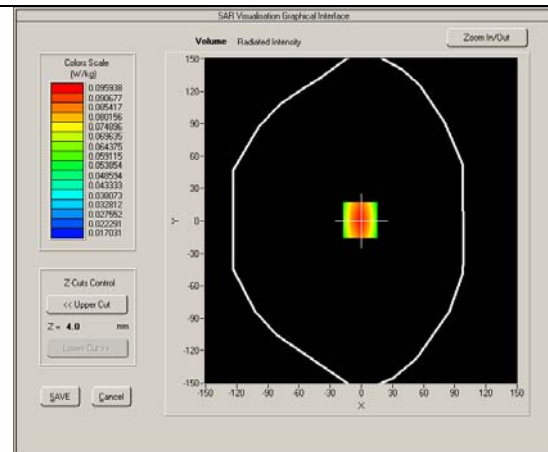 SAR Visualisation Graphical Interface
Volume Radiated Intensity
Zoom In/Out
Colors Scale
(W/kg)
0.095938
0.090677
0.085417
0.080156
0.074896
0.069635
0.064375
0.059115
0.053854
0.048594
0.043333
0.038073
0.032812
0.027552
0.022291
0.017031
Z-Cuts Control
<< Upper Cut
Z = 4.0 mm
Lower Cut >>
SAVE Cancel
150
120
90
60
30
0
-30
-60
-90
-120
-150
Y
-150 -120 -90 -60 -30 0 30 60 90 120 150
X